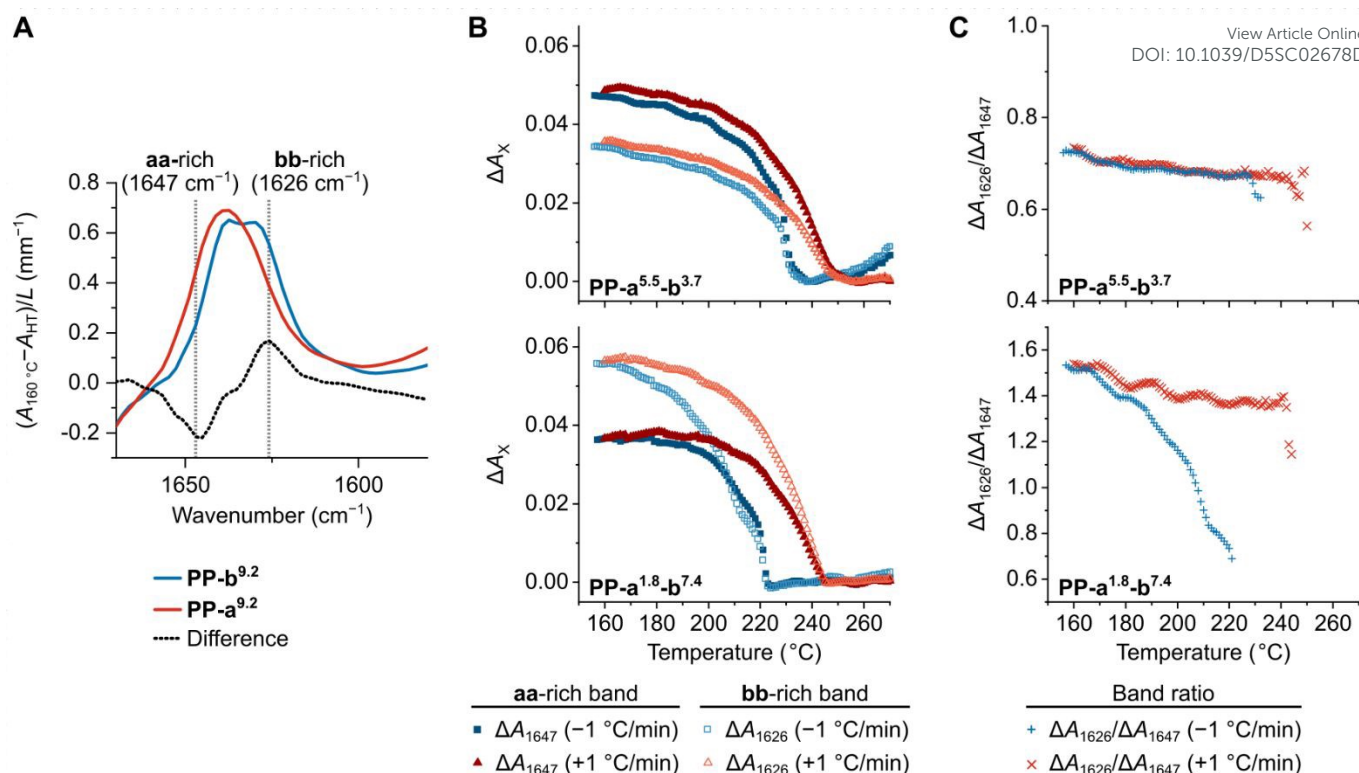 A
B
C
View Article Online
DOI: 10.1039/D5SC02678D
aa-rich
(1647 cm⁻¹)
bb-rich
(1626 cm⁻¹)
(A₁₆₀ °C−A_HT)/L (mm⁻¹)
0.8
0.6
0.4
0.2
0.0
-0.2
1650
1600
Wavenumber (cm⁻¹)
PP-b⁹·²
PP-a⁹·²
Difference
ΔA_X
0.06
0.04
0.02
0.00
PP-a⁵·⁵-b³·⁷
ΔA_X
0.06
0.04
0.02
0.00
PP-a¹·⁸-b⁷·⁴
160 180 200 220 240 260
Temperature (°C)
aa-rich band
ΔA₁₆₄₇ (−1 °C/min)
ΔA₁₆₄₇ (+1 °C/min)
bb-rich band
ΔA₁₆₂₆ (−1 °C/min)
ΔA₁₆₂₆ (+1 °C/min)
ΔA₁₆₂₆/ΔA₁₆₄₇
1.0
0.8
0.6
0.4
PP-a⁵·⁵-b³·⁷
ΔA₁₆₂₆/ΔA₁₆₄₇
1.6
1.4
1.2
1.0
0.8
0.6
PP-a¹·⁸-b⁷·⁴
160 180 200 220 240 260
Temperature (°C)
Band ratio
ΔA₁₆₂₆/ΔA₁₆₄₇ (−1 °C/min)
ΔA₁₆₂₆/ΔA₁₆₄₇ (+1 °C/min)